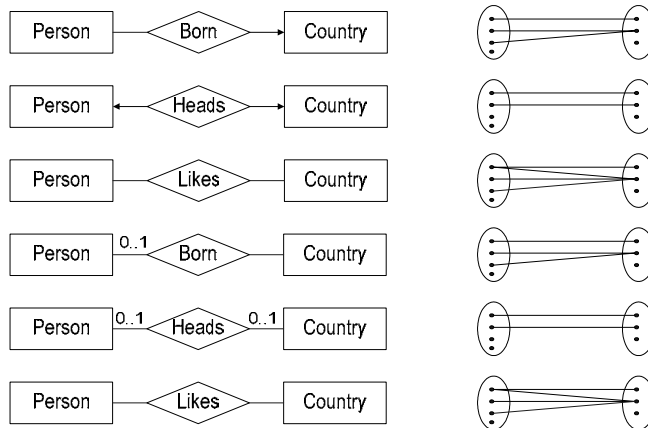 Person Born Country
Person Heads Country
Person Likes Country
0..1
Person Born Country
0..1 0..1
Person Heads Country
Person Likes Country